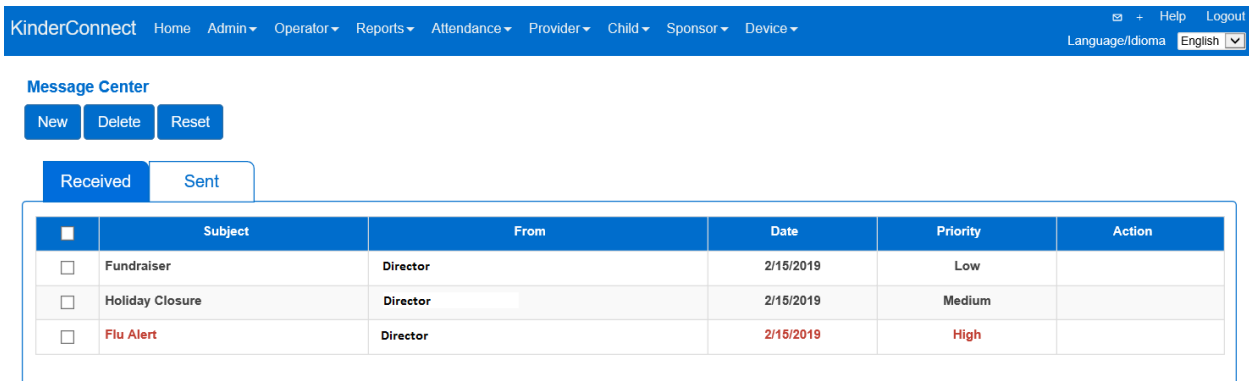 KinderConnect Home Admin Operator Reports Attendance Provider Child Sponsor Device + Help Logout
Language/Idioma English
Message Center
New Delete Reset
Received Sent
Subject From Date Priority Action
Fundraiser Director 2/15/2019 Low
Holiday Closure Director 2/15/2019 Medium
Flu Alert Director 2/15/2019 High